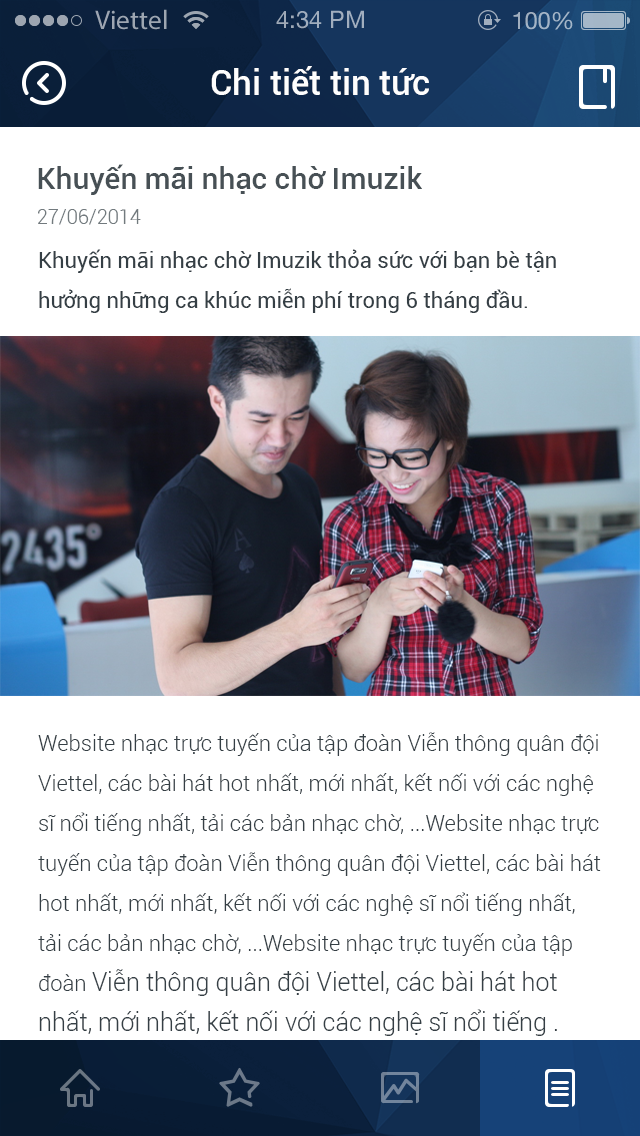 Viettel 4:34 PM 100%
Chi tiết tin tức
Khuyến mãi nhạc chờ Imuzik
27/06/2014
Khuyến mãi nhạc chờ Imuzik thỏa sức với bạn bè tận
hưởng những ca khúc miễn phí trong 6 tháng đầu.
7435°
A
Website nhạc trực tuyến của tập đoàn Viễn thông quân đội
Viettel, các bài hát hot nhất, mới nhất, kết nối với các nghệ
sĩ nổi tiếng nhất, tải các bản nhạc chờ, ...Website nhạc trực
tuyến của tập đoàn Viễn thông quân đội Viettel, các bài hát
hot nhất, mới nhất, kết nối với các nghệ sĩ nổi tiếng nhất,
tải các bản nhạc chờ, ...Website nhạc trực tuyến của tập
đoàn Viễn thông quân đội Viettel, các bài hát hot
nhất, mới nhất, kết nối với các nghệ sĩ nổi tiếng .